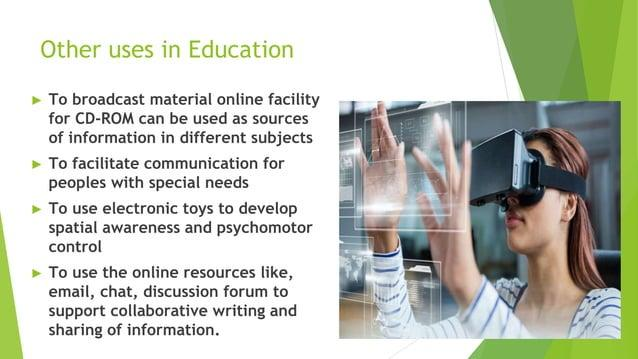 Other uses in Education
► To broadcast material online facility
for CD-ROM can be used as sources
of information in different subjects
► To facilitate communication for
peoples with special needs
► To use electronic toys to develop
spatial awareness and psychomotor
control
► To use the online resources like,
email, chat, discussion forum to
support collaborative writing and
sharing of information.